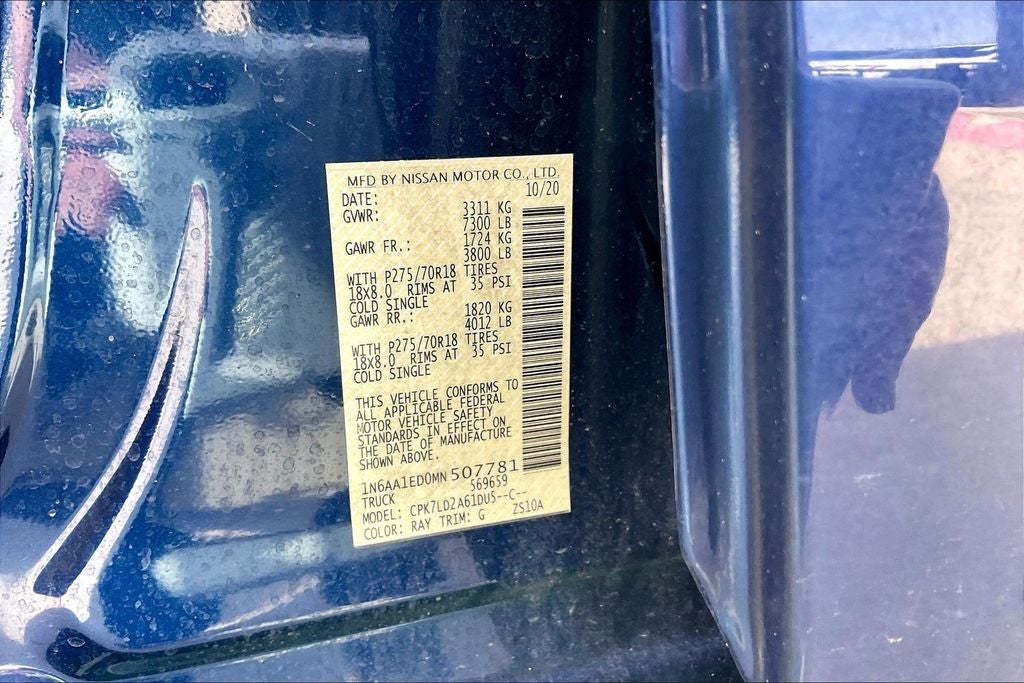 MFD BY NISSAN MOTOR CO., LTD.
DATE: 10/20
GVWR: 3311 KG
7300 LB
GAWR FR.: 1724 KG
3800 LB
WITH P275/70R18 TIRES
18X8.0 RIMS AT 35 PSI
COLD SINGLE
GAWR RR.: 1820 KG
4012 LB
WITH P275/70R18 TIRES
18X8.0 RIMS AT 35 PSI
COLD SINGLE
THIS VEHICLE CONFORMS TO
ALL APPLICABLE FEDERAL
MOTOR VEHICLE SAFETY
STANDARDS IN EFFECT ON
THE DATE OF MANUFACTURE
SHOWN ABOVE.
1N6AA1ED0MN507781
TRUCK 569659
MODEL: CPK7LD2A61DU5--C--
COLOR: RAY TRIM: G ZS10A